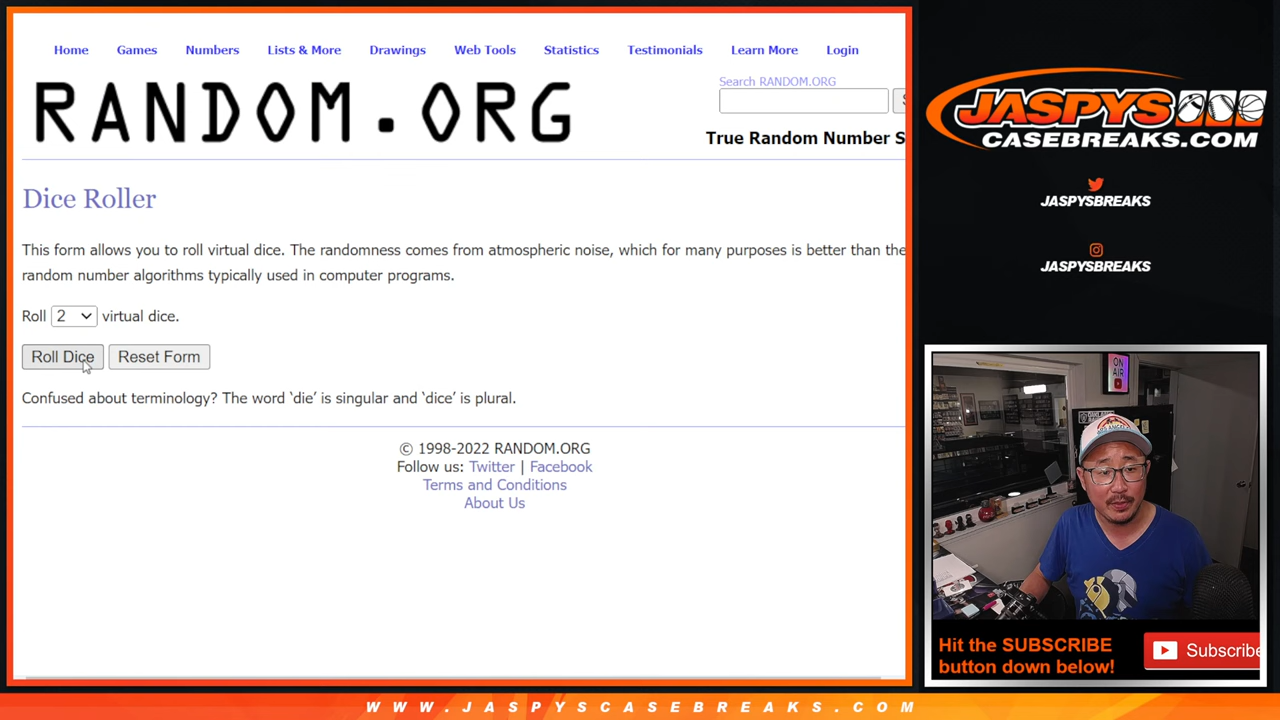 Home Games Numbers Lists & More Drawings Web Tools Statistics Testimonials Learn More Login
RANDOM.ORG
Search RANDOM.ORG
True Random Number S
Dice Roller
This form allows you to roll virtual dice. The randomness comes from atmospheric noise, which for many purposes is better than the
random number algorithms typically used in computer programs.
Roll 2 virtual dice.
Roll Dice Reset Form
Confused about terminology? The word ‘die’ is singular and ‘dice’ is plural.
© 1998-2022 RANDOM.ORG
Follow us: Twitter | Facebook
Terms and Conditions
About Us
JASPYS
CASEBREAKS.COM
JASPYSBREAKS
JASPYSBREAKS
ON
AIR
Hit the SUBSCRIBE
button down below!
Subscribe
WWW.JASPYSCASEBREAKS.COM